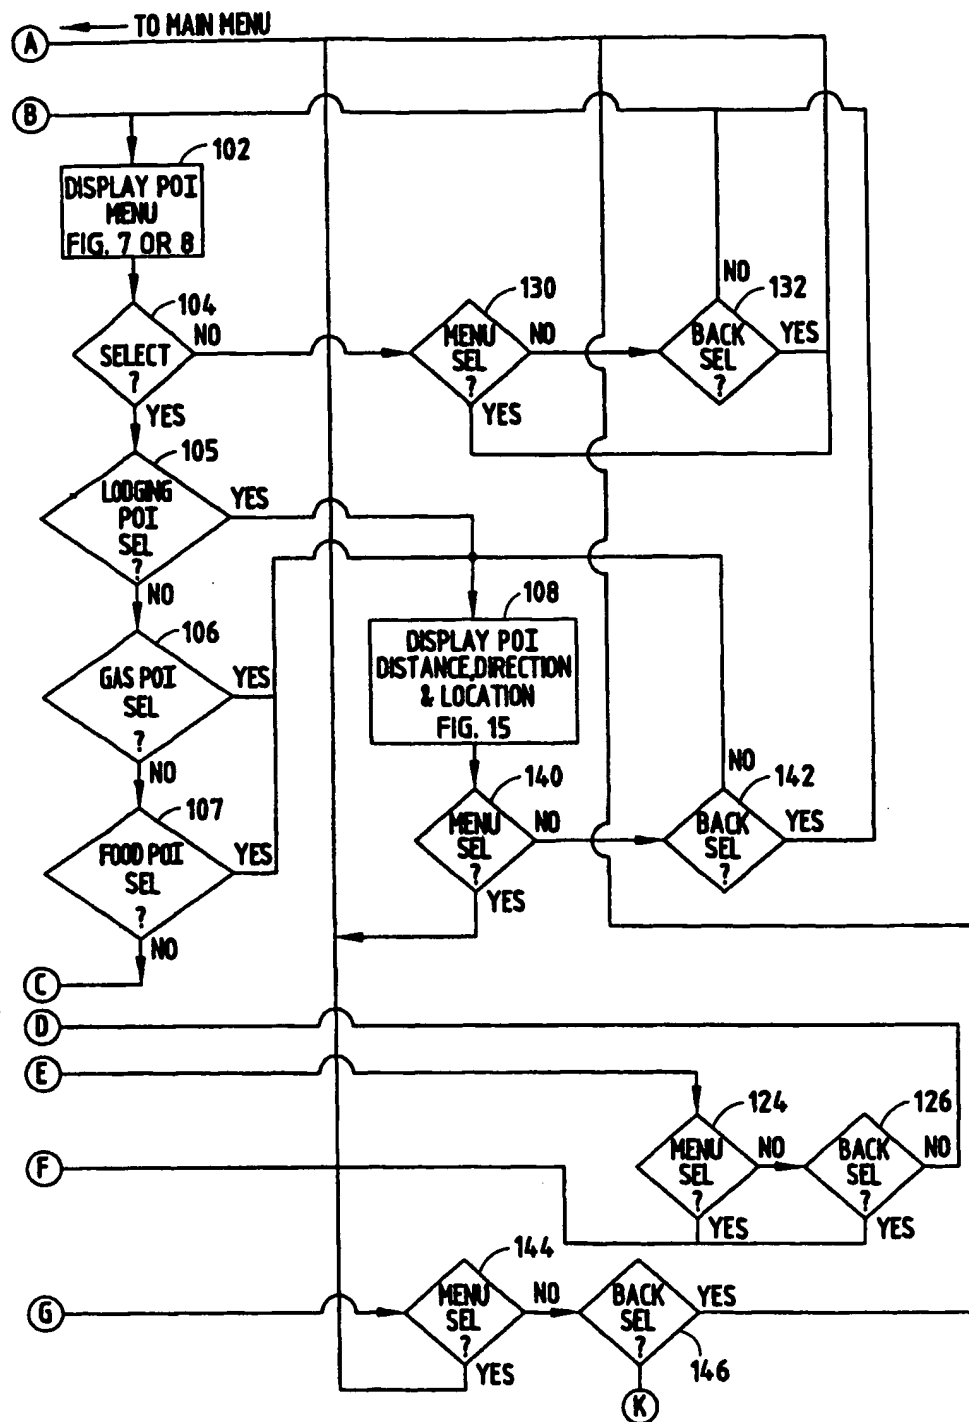 TO MAIN MENU
A
B
102
DISPLAY POI
MENU
FIG. 7 OR 8
104
SELECT
?
NO
YES
130
MENU
SEL
?
NO
YES
132
BACK
SEL
?
NO
YES
105
LODGING
POI
SEL
?
YES
NO
106
GAS POI
SEL
?
YES
NO
108
DISPLAY POI
DISTANCE,DIRECTION
& LOCATION
FIG. 15
107
FOOD POI
SEL
?
YES
NO
140
MENU
SEL
?
NO
YES
142
BACK
SEL
?
NO
YES
C
D
E
124
MENU
SEL
?
NO
YES
126
BACK
SEL
?
NO
YES
F
G
144
MENU
SEL
?
NO
YES
BACK
SEL
?
YES
146
K